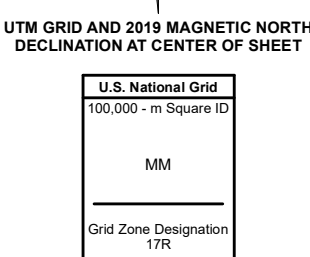 UTM GRID AND 2019 MAGNETIC NORTH
DECLINATION AT CENTER OF SHEET
U.S. National Grid
100,000 - m Square ID
MM
Grid Zone Designation
17R